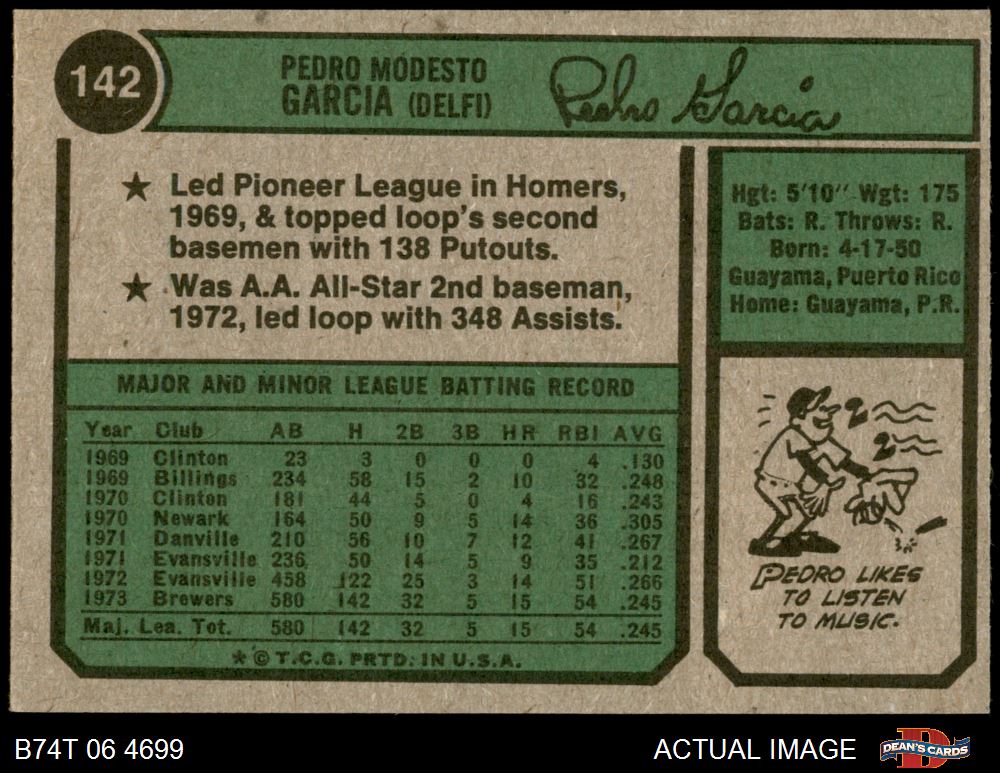 142
PEDRO MODESTO
GARCIA (DELFI)
Pedro Garcia
★ Led Pioneer League in Homers,
1969, & topped loop's second
basemen with 138 Putouts.
★ Was A.A. All-Star 2nd baseman,
1972, led loop with 348 Assists.
Hgt: 5'10" Wgt: 175
Bats: R. Throws: R.
Born: 4-17-50
Guayama, Puerto Rico
Home: Guayama, P.R.
MAJOR AND MINOR LEAGUE BATTING RECORD
Year Club AB H 2B 3B HR RBI AVG
1969 Clinton 23 3 0 0 0 4 .130
1969 Billings 234 58 15 2 10 32 .248
1970 Clinton 181 44 5 0 4 16 .243
1970 Newark 164 50 9 5 14 36 .305
1971 Danville 210 56 10 7 12 41 .267
1971 Evansville 236 50 14 5 9 35 .212
1972 Evansville 458 122 25 3 14 51 .266
1973 Brewers 580 142 32 5 15 54 .245
Maj. Lea. Tot. 580 142 32 5 15 54 .245
★ © T.C.G. PRTD. IN U.S.A.
PEDRO LIKES
TO LISTEN
TO MUSIC.
B74T 06 4699
ACTUAL IMAGE
DEAN'S CARDS